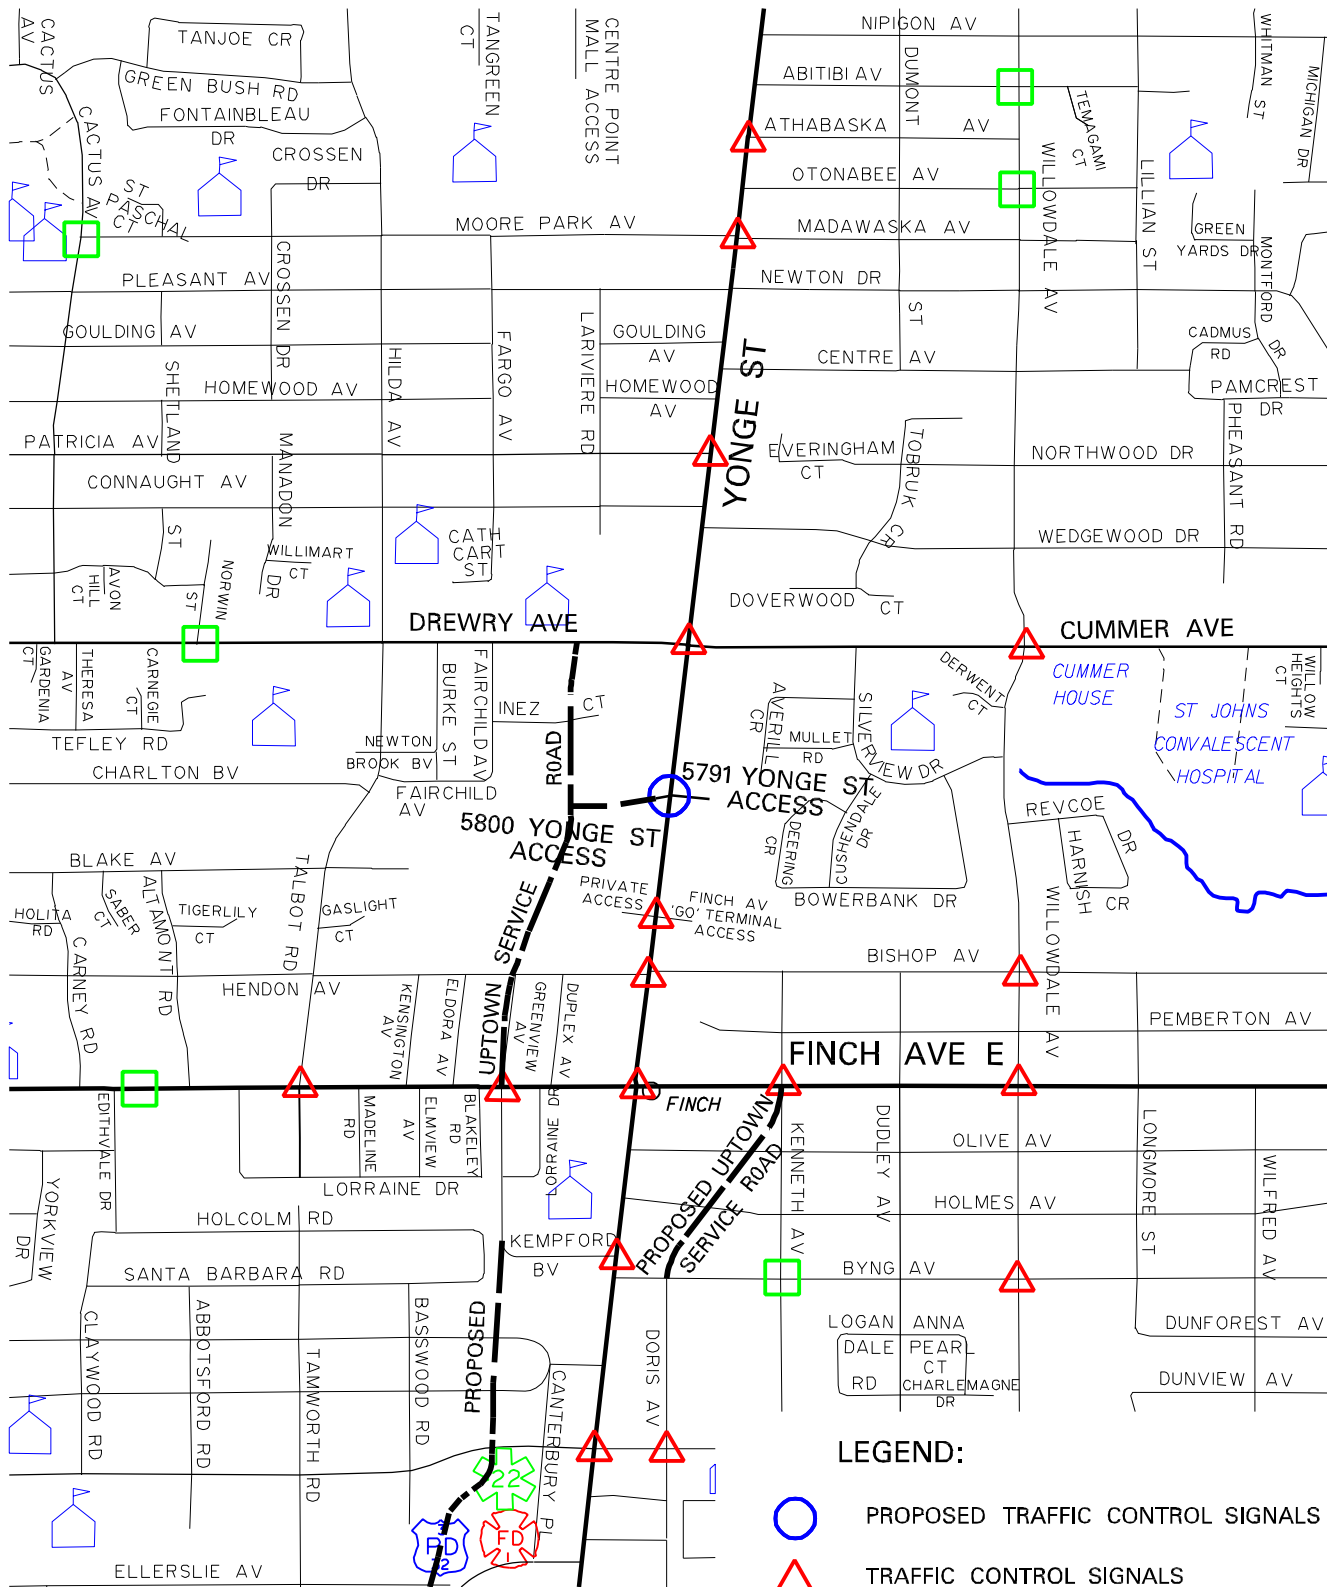 CACTUS
AV
TANJOE CR
GREEN BUSH RD
FONTAINBLEAU
DR
CROSSEN
DR
TANGREEN
CT
CENTRE POINT
MALL ACCESS
NIPIGON AV
ABITIBI AV
ATHABASKA AV
OTONABEE AV
MADAWASKA AV
NEWTON DR
CENTRE AV
DUMONT
ST
TEMAGAMI
CT
WILLOWDALE AV
LILLIAN ST
WHITMAN ST
MICHIGAN DR
GREEN
YARDS DR
MONTFORD
DR
CADMUS
RD
PAMCREST
DR
CACTUS AV
ST
PASCHAL
CT
MOORE PARK AV
PLEASANT AV
GOULDING AV
CROSSEN DR
HOMEWOOD AV
SHETLAND
ST
HILDA AV
FARGO AV
LARIVIERE RD
GOULDING
AV
HOMEWOOD
AV
YONGE ST
PATRICIA AV
CONNAUGHT AV
MANADON
DR
WILLIMART
CT
CATH
CART
ST
EVERINGHAM
CT
TOBRUK
CR
NORTHWOOD DR
PHEASANT RD
WEDGEWOOD DR
AVON
HILL
CT
NORWIN
ST
DOVERWOOD CT
DREWRY AVE
CUMMER AVE
GARDENIA
CT
THERESA
AV
CARNEGIE
CT
TEFLEY RD
CHARLTON BV
BURKE ST
FAIRCHILD AV
INEZ CT
NEWTON
BROOK BV
FAIRCHILD
AV
AVERILL
CR
MULLET
RD
SILVERVIEW DR
DERWENT
CT
CUMMER
HOUSE
ST JOHNS
CONVALESCENT
HOSPITAL
WILLOW
HEIGHTS
CT
5791 YONGE ST
ACCESS
5800 YONGE ST
ACCESS
DEERING
CR
CUSHENDALE
DR
BOWERBANK DR
REVCOE
DR
HARNISH
CR
BLAKE AV
HOLITA
RD
SABER
CT
ALTAMONT RD
TIGERLILY
CT
TALBOT RD
GASLIGHT
CT
CARNEY RD
HENDON AV
UPTOWN SERVICE ROAD
PRIVATE
ACCESS
FINCH AV
'GO' TERMINAL
ACCESS
BISHOP AV
WILLOWDALE AV
PEMBERTON AV
KENSINGTON
AV
ELDORA AV
GREENVIEW
AV
DUPLEX AV
FINCH AVE E
FINCH
EDITHVALE DR
MADELINE
RD
ELMVIEW
AV
BLAKELEY
RD
LORRAINE DR
LORRAINE DR
PROPOSED UPTOWN
SERVICE ROAD
KENNETH AV
DUDLEY AV
OLIVE AV
HOLMES AV
LONGMORE ST
WILFRED AV
YORKVIEW
DR
HOLCOLM RD
SANTA BARBARA RD
KEMPFORD
BV
BYNG AV
CLAYWOOD RD
ABBOTSFORD RD
TAMWORTH RD
BASSWOOD RD
PROPOSED
CANTERBURY PL
DORIS AV
LOGAN
DALE
RD
ANNA
PEARL
CT
CHARLEMAGNE
DR
DUNFOREST AV
DUNVIEW AV
22
PD
32
FD
1
ELLERSLIE AV
LEGEND:
PROPOSED TRAFFIC CONTROL SIGNALS
TRAFFIC CONTROL SIGNALS